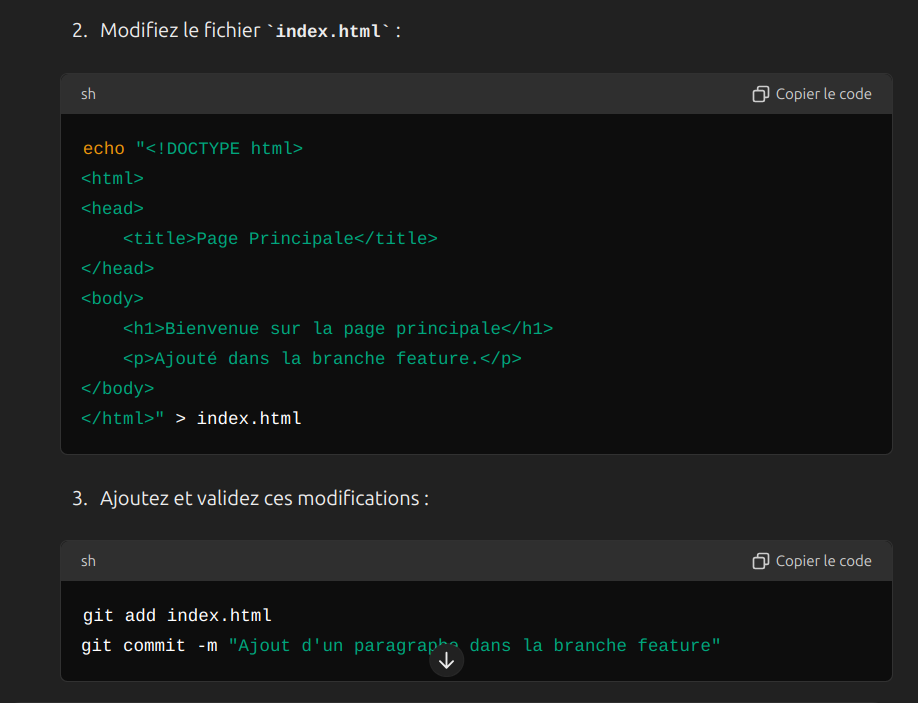 2. Modifiez le fichier `index.html` :
sh
Copier le code
echo "<!DOCTYPE html>
<html>
<head>
    <title>Page Principale</title>
</head>
<body>
    <h1>Bienvenue sur la page principale</h1>
    <p>Ajouté dans la branche feature.</p>
</body>
</html>" > index.html
3. Ajoutez et validez ces modifications :
sh
Copier le code
git add index.html
git commit -m "Ajout d'un paragraphe dans la branche feature"